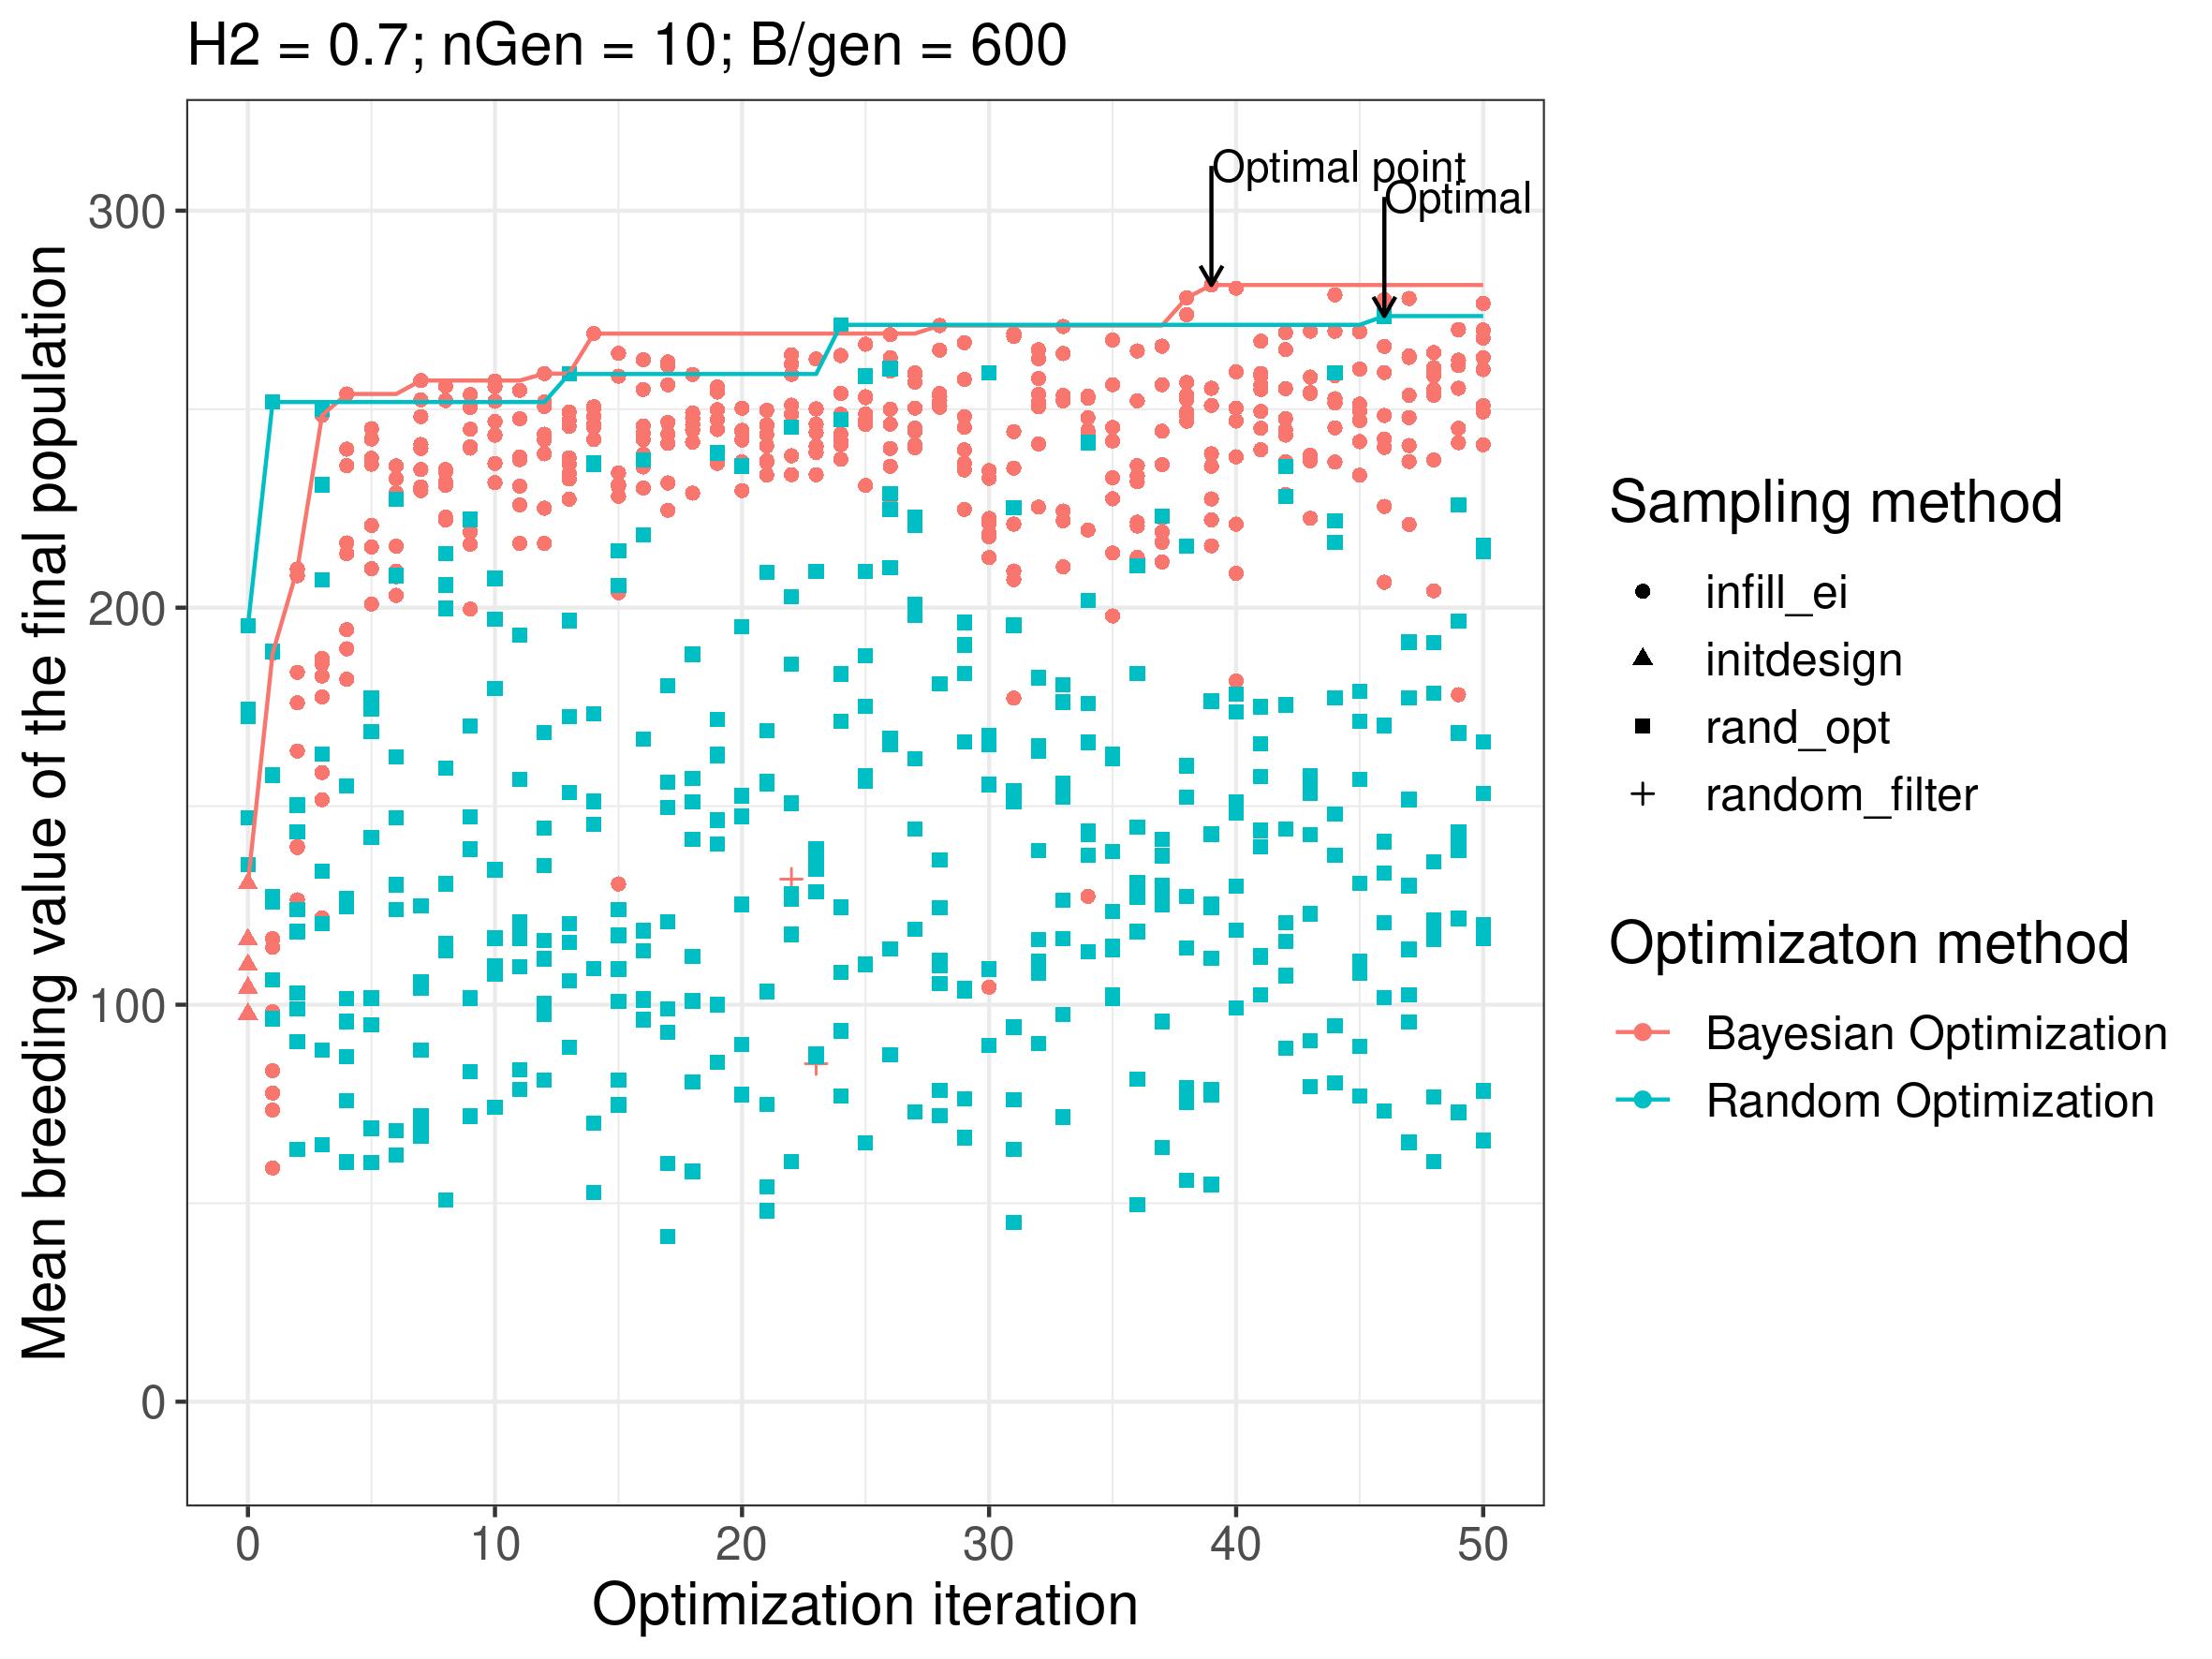 H2 = 0.7; nGen = 10; B/gen = 600
Mean breeding value of the final population
300
200
100
0
Optimal point
Optimal
0 10 20 30 40 50
Optimization iteration
Sampling method
infill_ei
initdesign
rand_opt
random_filter
Optimizaton method
Bayesian Optimization
Random Optimization